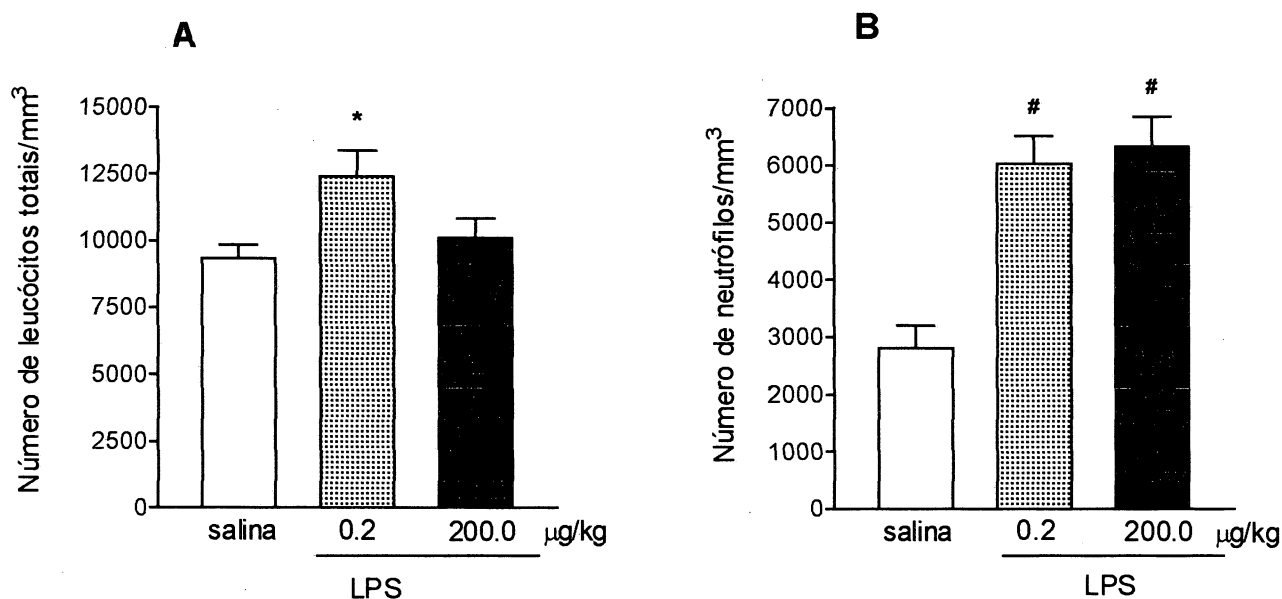 A
Número de leucócitos totais/mm³
15000
12500
10000
7500
5000
2500
0
*
salina 0.2 200.0 µg/kg
LPS
B
Número de neutrófilos/mm³
7000
6000
5000
4000
3000
2000
1000
0
# #
salina 0.2 200.0 µg/kg
LPS